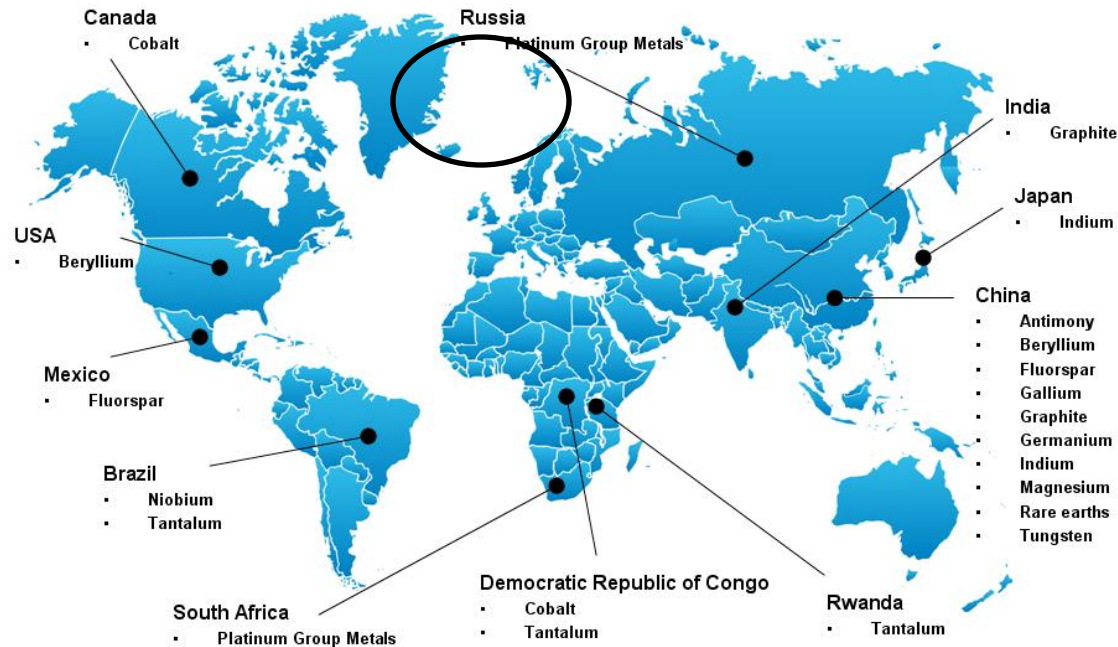 Canada
▪ Cobalt
Russia
▪ Platinum Group Metals
India
▪ Graphite
Japan
▪ Indium
USA
▪ Beryllium
China
▪ Antimony
▪ Beryllium
▪ Fluorspar
▪ Gallium
▪ Graphite
▪ Germanium
▪ Indium
▪ Magnesium
▪ Rare earths
▪ Tungsten
Mexico
▪ Fluorspar
Brazil
▪ Niobium
▪ Tantalum
South Africa
▪ Platinum Group Metals
Democratic Republic of Congo
▪ Cobalt
▪ Tantalum
Rwanda
▪ Tantalum